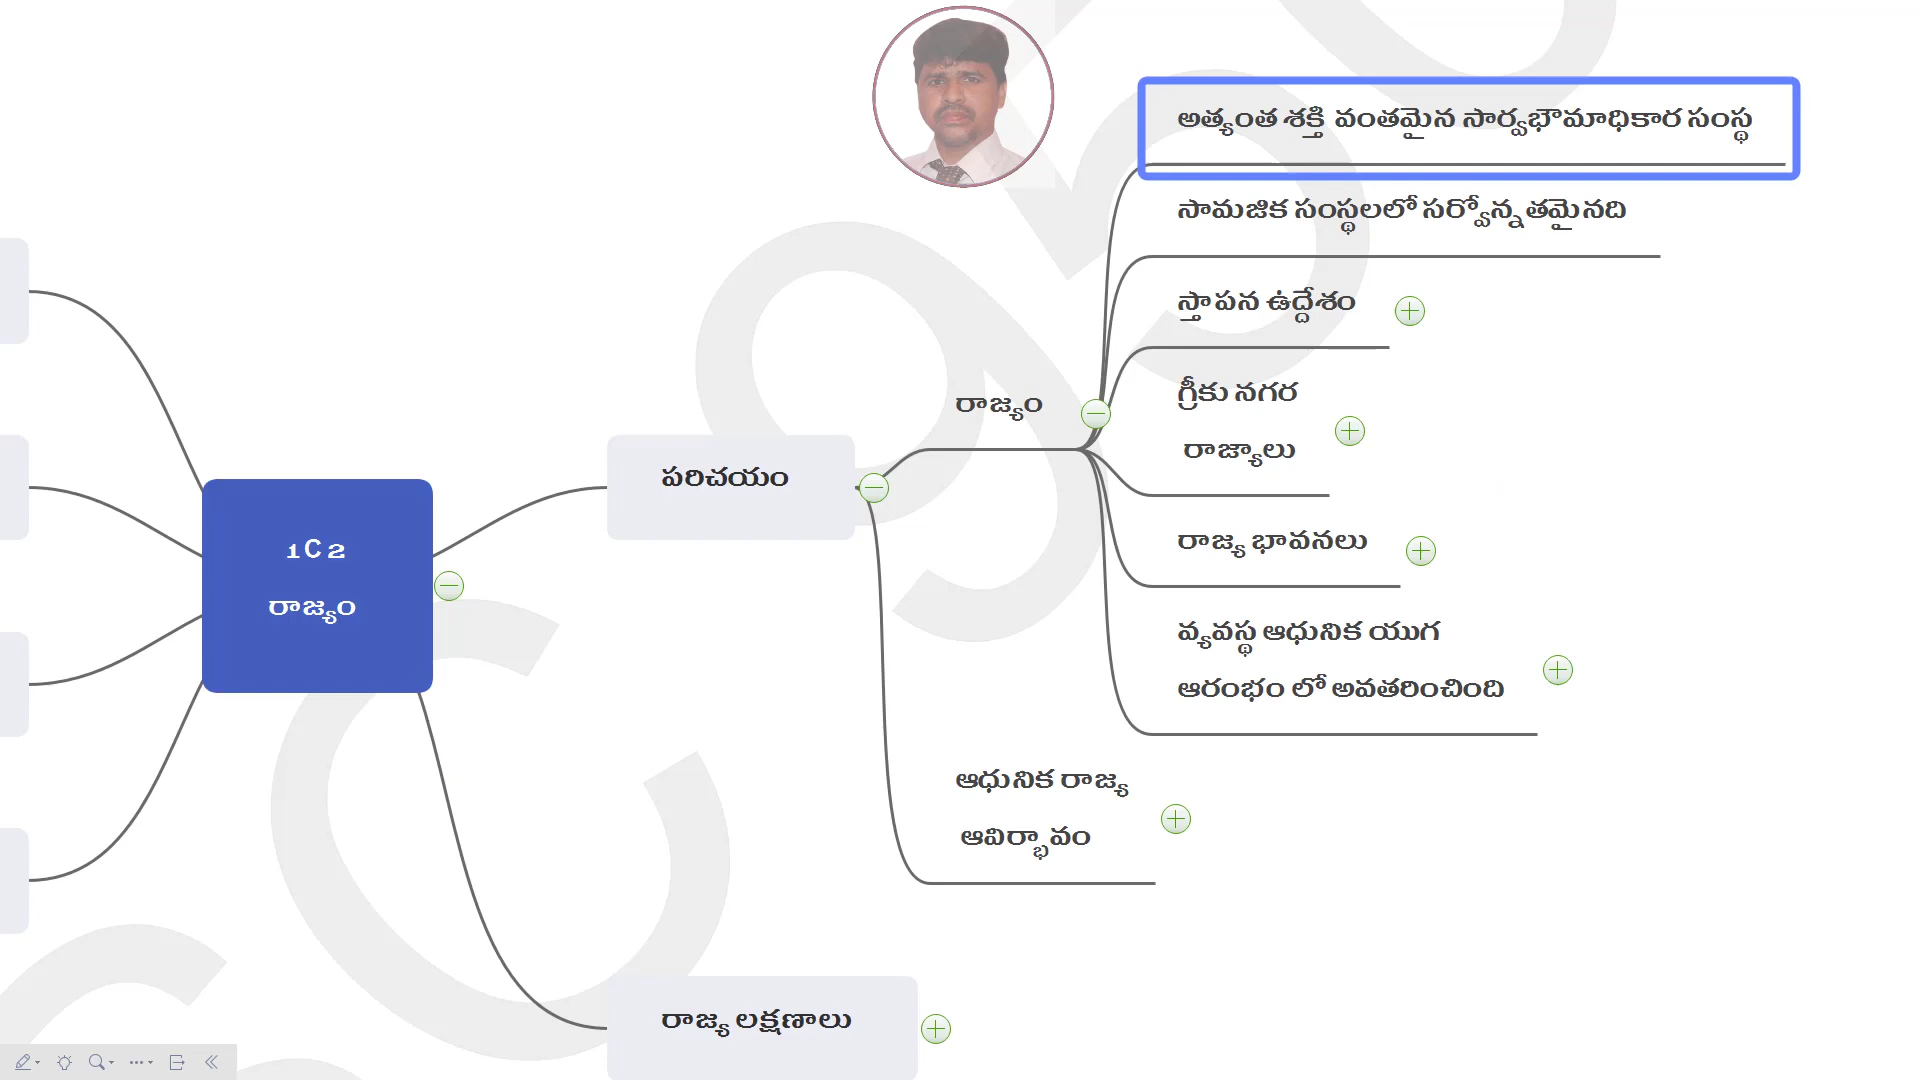 1C2
రాజ్యం
పరిచయం
రాజ్యం
అత్యంత శక్తి వంతమైన సార్వభౌమాధికార సంస్థ
సామజిక సంస్థలలో సర్వోన్నతమైనది
స్తాపన ఉద్దేశం
గ్రీకు నగర
రాజ్యాలు
రాజ్య భావనలు
వ్యవస్థ ఆధునిక యుగ
ఆరంభం లో అవతరించింది
ఆధునిక రాజ్య
ఆవిర్భావం
రాజ్య లక్షణాలు